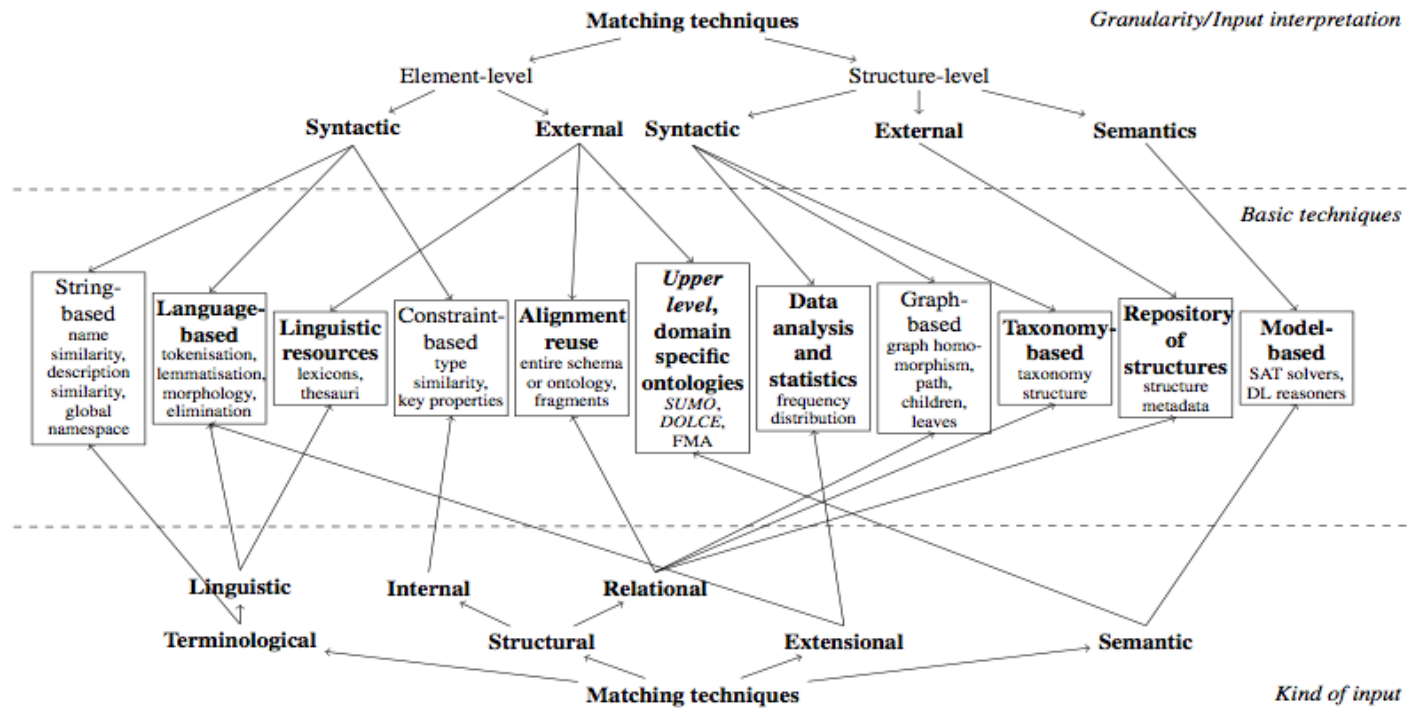 Matching techniques
Granularity/Input interpretation
Element-level
Structure-level
Syntactic
External
Syntactic
External
Semantics
Basic techniques
String-
based
name
similarity,
description
similarity,
global
namespace
Language-
based
tokenisation,
lemmatisation,
morphology,
elimination
Linguistic
resources
lexicons,
thesauri
Constraint-
based
type
similarity,
key properties
Alignment
reuse
entire schema
or ontology,
fragments
Upper
level,
domain
specific
ontologies
SUMO,
DOLCE,
FMA
Data
analysis
and
statistics
frequency
distribution
Graph-
based
graph homo-
morphism,
path,
children,
leaves
Taxonomy-
based
taxonomy
structure
Repository
of
structures
structure
metadata
Model-
based
SAT solvers,
DL reasoners
Linguistic
Internal
Relational
Terminological
Structural
Extensional
Semantic
Matching techniques
Kind of input